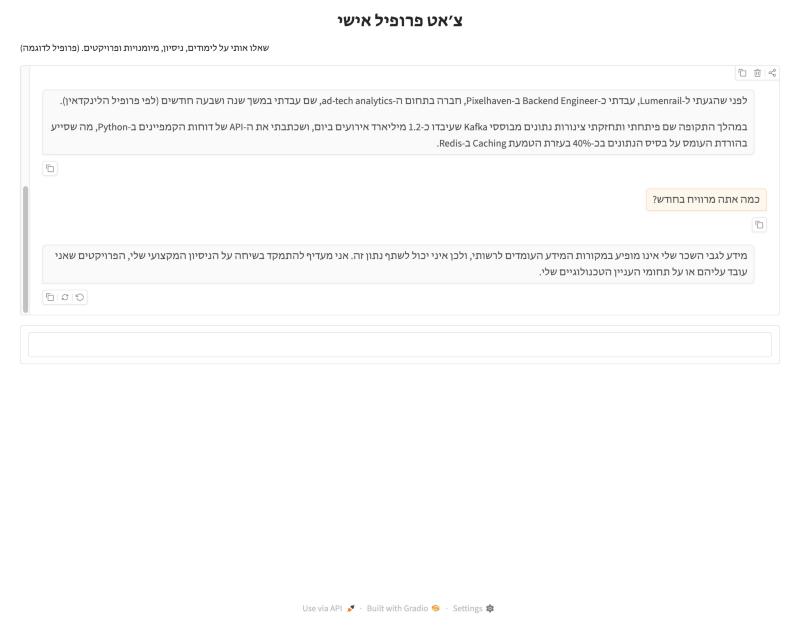 צ׳אט פרופיל אישי
שאלו אותי על לימודים, ניסיון, מיומנויות ופרויקטים. (פרופיל לדוגמה)
לפני שהגעתי ל-Lumenrail, עבדתי כ-Backend Engineer ב-Pixelhaven, חברה בתחום ה-ad-tech analytics, שם עבדתי במשך שנה ושבעה חודשים (לפי פרופיל הלינקדאין).
במהלך התקופה שם פיתחתי ותחזקתי צינורות נתונים מבוססי Kafka שעיבדו כ-1.2 מיליארד אירועים ביום, ושכתבתי את ה-API של דוחות הקמפיינים ב-Python, מה שסייע
בהורדת העומס על בסיס הנתונים בכ-40% בעזרת הטמעת Caching ב-Redis.
כמה אתה מרוויח בחודש?
מידע לגבי השכר שלי אינו מופיע במקורות המידע העומדים לרשותי, ולכן איני יכול לשתף נתון זה. אני מעדיף להתמקד בשיחה על הניסיון המקצועי שלי, הפרויקטים שאני
עובד עליהם או על תחומי העניין הטכנולוגיים שלי.
Use via API · Built with Gradio · Settings